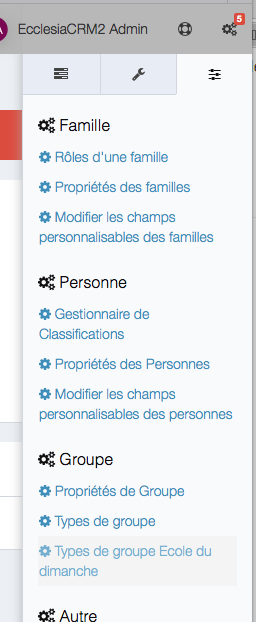 EcclesiaCRM2 Admin
5
Famille
Rôles d'une famille
Propriétés des familles
Modifier les champs
personnalisables des familles
Personne
Gestionnaire de
Classifications
Propriétés des Personnes
Modifier les champs
personnalisables des personnes
Groupe
Propriétés de Groupe
Types de groupe
Types de groupe Ecole du
dimanche
Autre